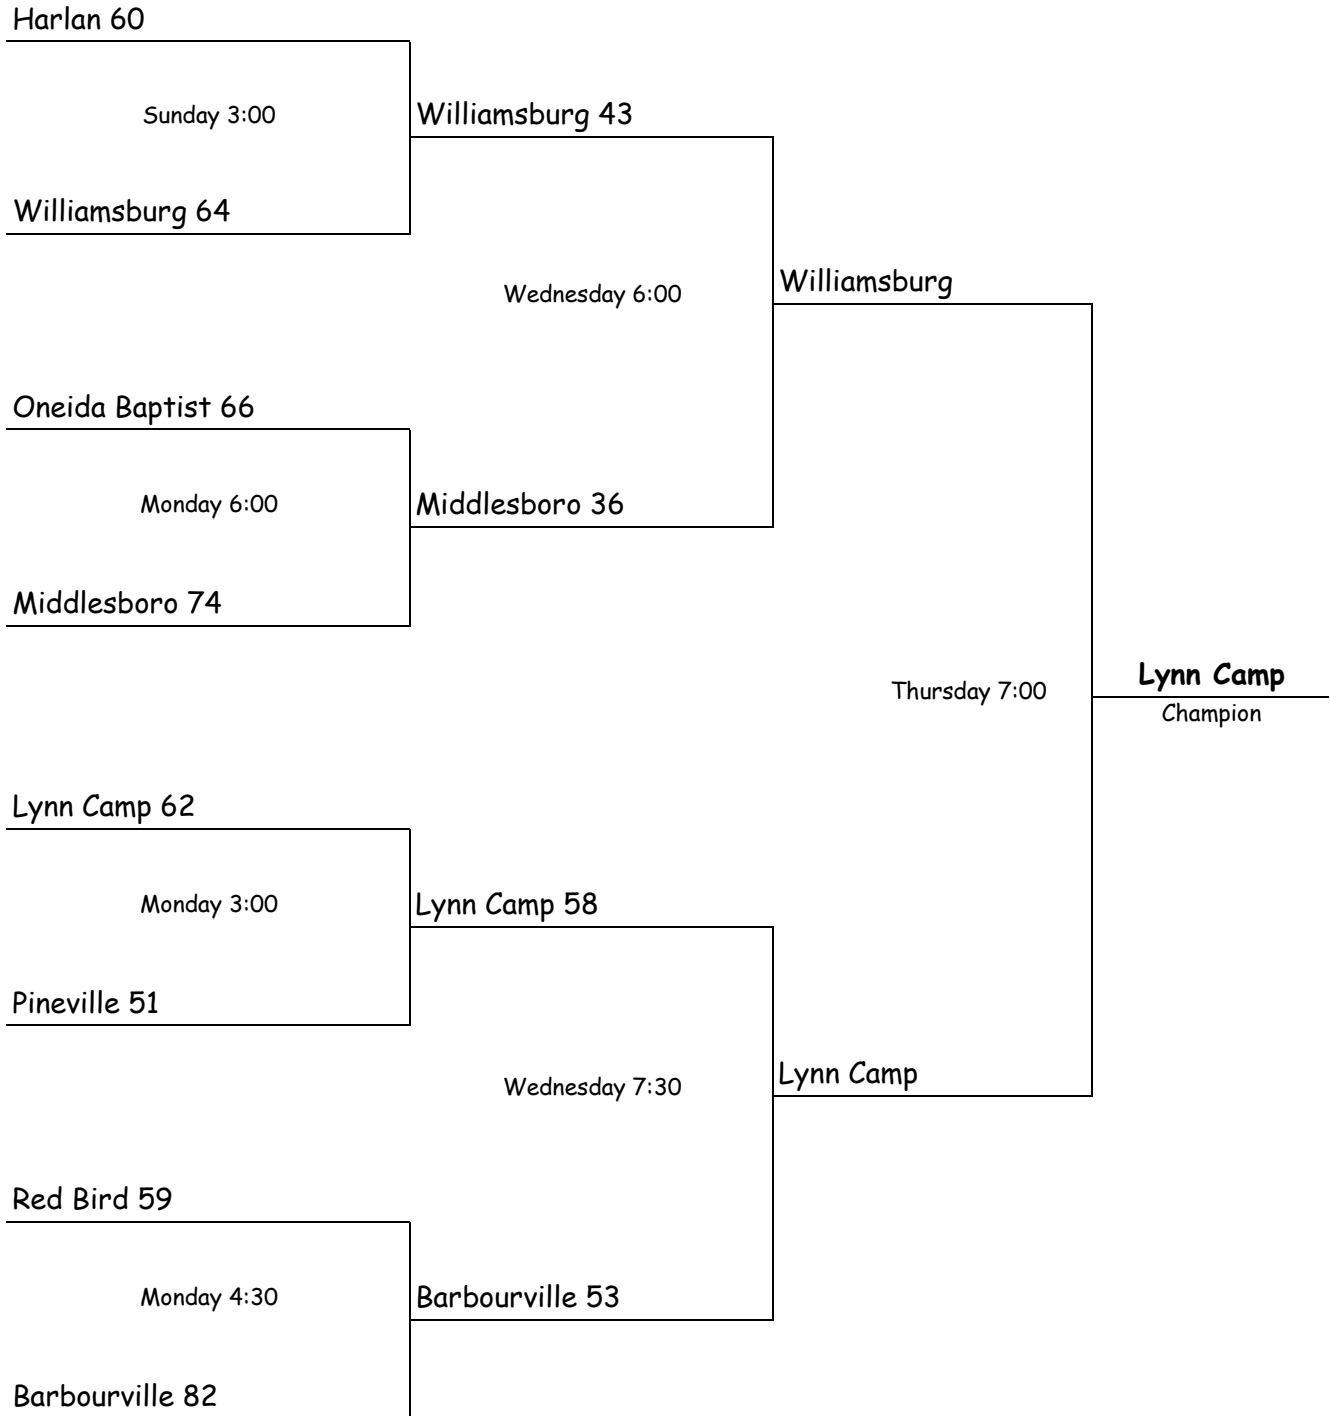 Harlan 60
Sunday 3:00
Williamsburg 43
Williamsburg 64
Wednesday 6:00
Williamsburg
Oneida Baptist 66
Monday 6:00
Middlesboro 36
Middlesboro 74
Thursday 7:00
Lynn Camp
Champion
Lynn Camp 62
Monday 3:00
Lynn Camp 58
Pineville 51
Wednesday 7:30
Lynn Camp
Red Bird 59
Monday 4:30
Barbourville 53
Barbourville 82